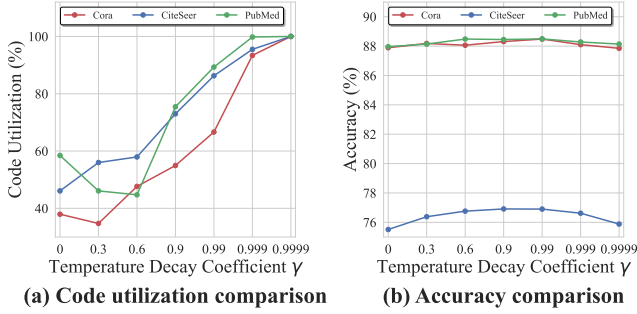 Cora CiteSeer PubMed
100
80
60
40
Code Utilization (%)
0 0.3 0.6 0.9 0.99 0.999 0.9999
Temperature Decay Coefficient γ
(a) Code utilization comparison
Cora CiteSeer PubMed
90
88
86
84
82
80
78
76
Accuracy (%)
0 0.3 0.6 0.9 0.99 0.999 0.9999
Temperature Decay Coefficient γ
(b) Accuracy comparison